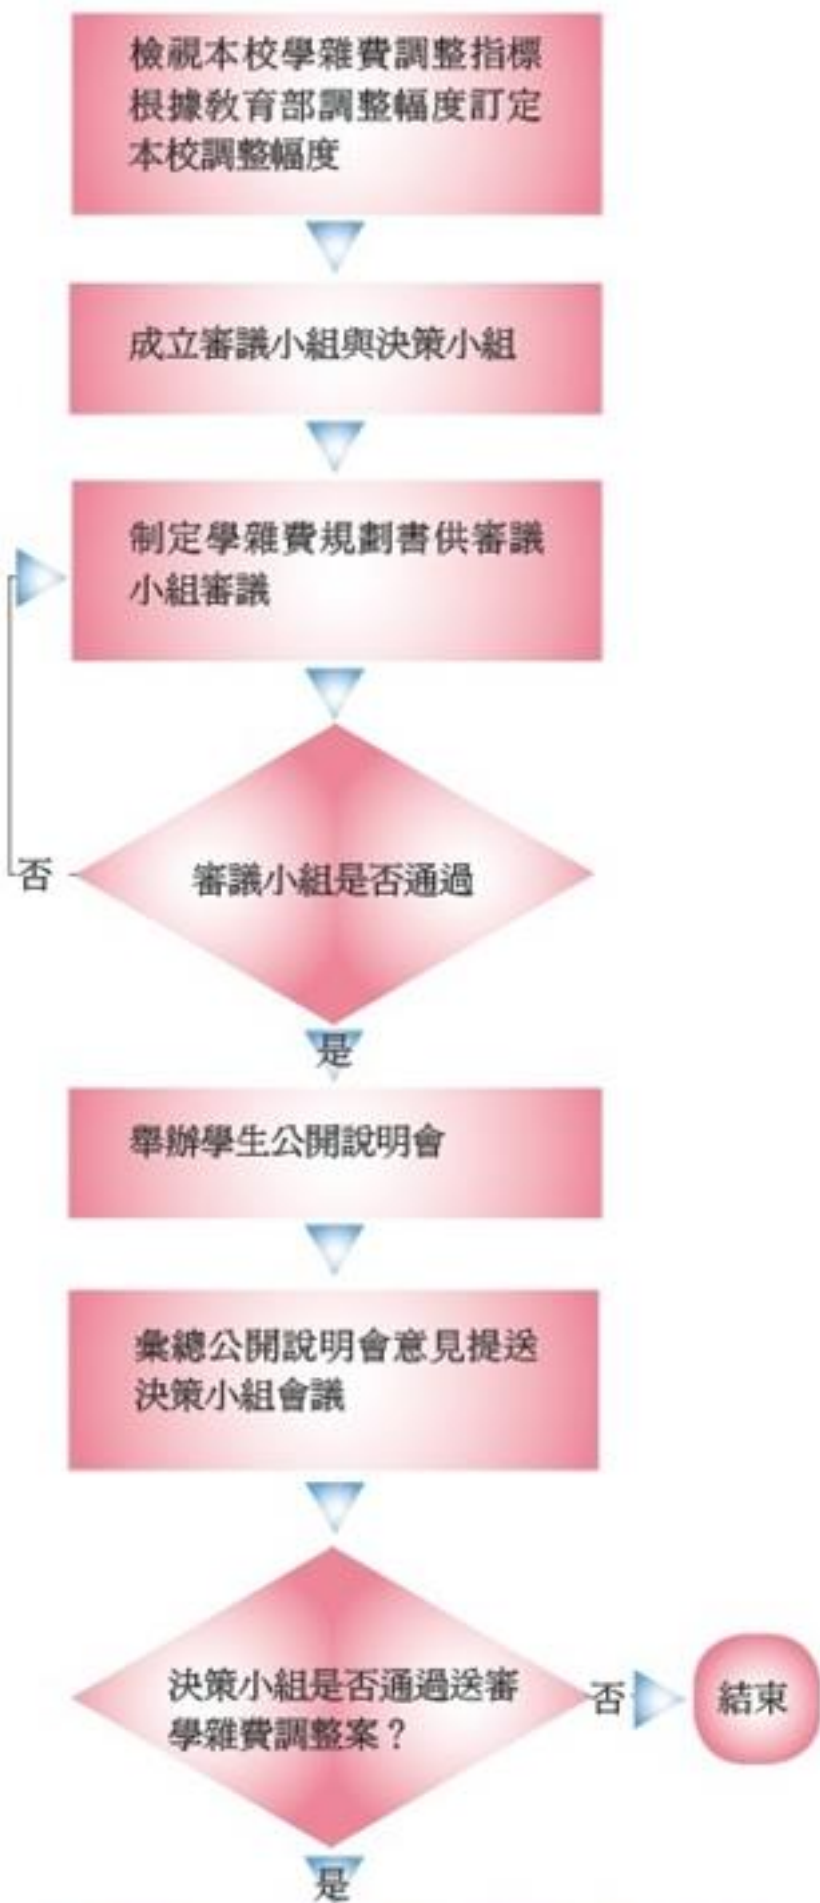 檢視本校學雜費調整指標
根據教育部調整幅度訂定
本校調整幅度
成立審議小組與決策小組
制定學雜費規劃書供審議
小組審議
審議小組是否通過
否
是
舉辦學生公開說明會
彙總公開說明會意見提送
決策小組會議
決策小組是否通過送審
學雜費調整案？
否
結束
是